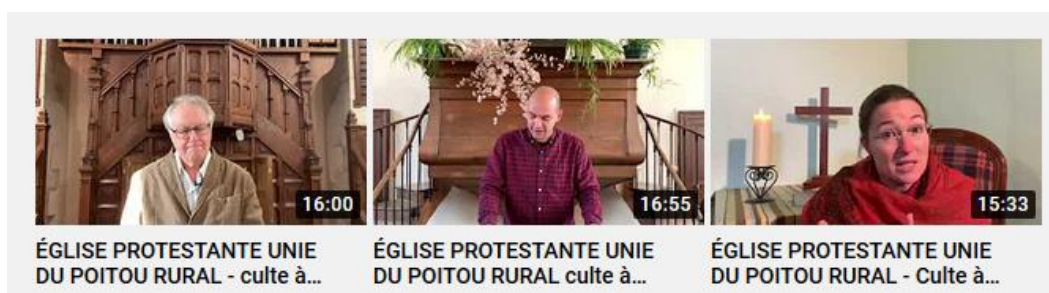 16:00
16:55
15:33
ÉGLISE PROTESTANTE UNIE
DU POITOU RURAL - culte à...
ÉGLISE PROTESTANTE UNIE
DU POITOU RURAL culte à...
ÉGLISE PROTESTANTE UNIE
DU POITOU RURAL - Culte à...